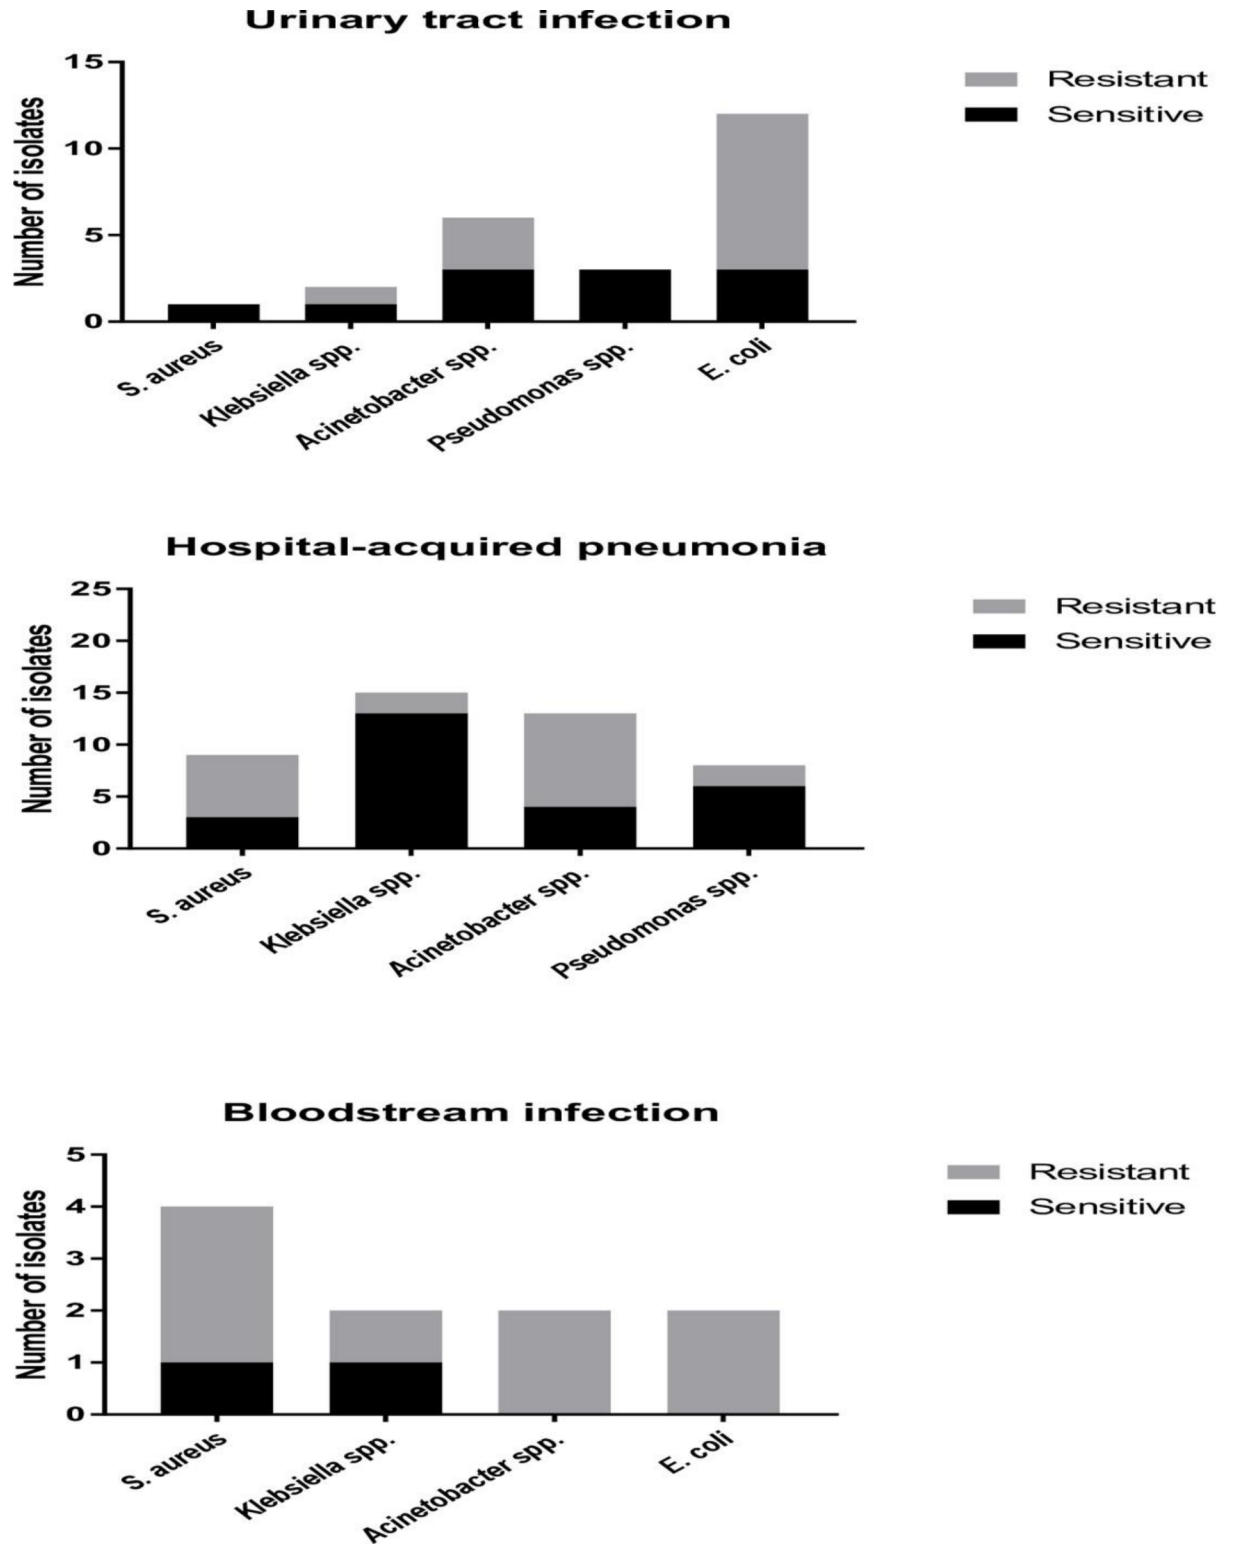 Urinary tract infection
Number of isolates
15
10
5
0
Resistant
Sensitive
S. aureus
Klebsiella spp.
Acinetobacter spp.
Pseudomonas spp.
E. coli
Hospital-acquired pneumonia
Number of isolates
25
20
15
10
5
0
Resistant
Sensitive
S. aureus
Klebsiella spp.
Acinetobacter spp.
Pseudomonas spp.
Bloodstream infection
Number of isolates
5
4
3
2
1
0
Resistant
Sensitive
S. aureus
Klebsiella spp.
Acinetobacter spp.
E. coli